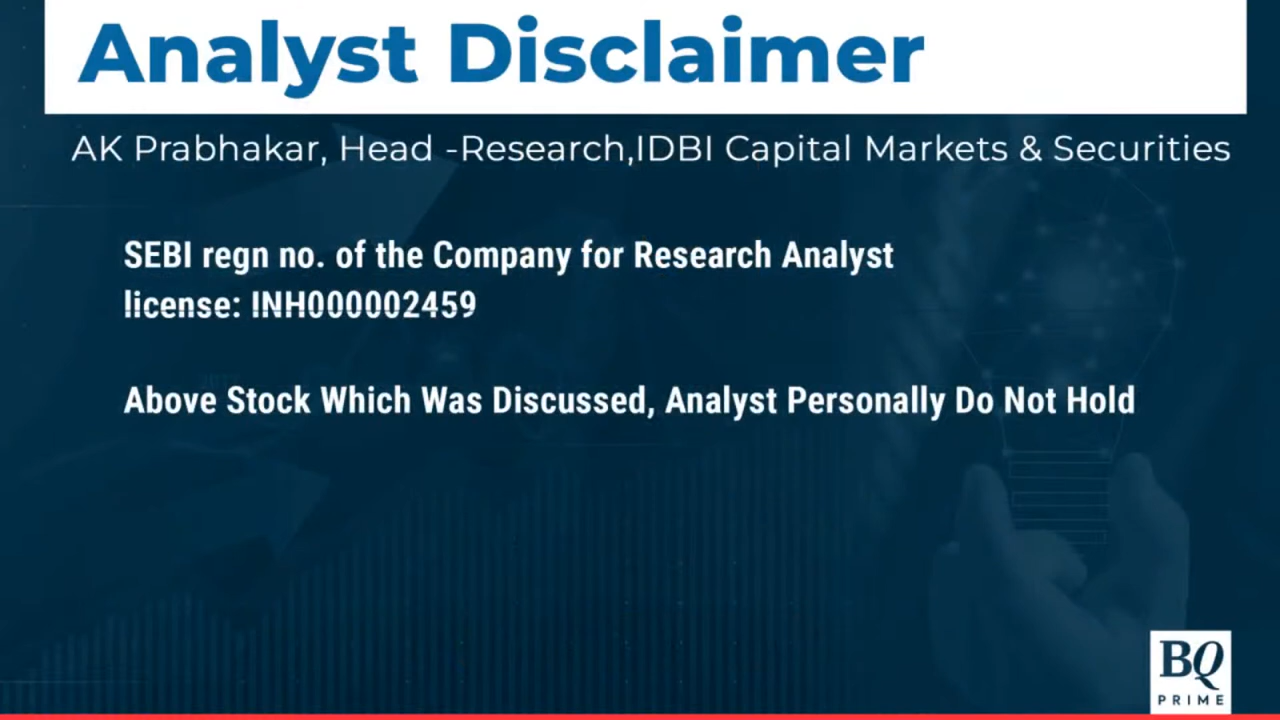 Analyst Disclaimer
AK Prabhakar, Head -Research,IDBI Capital Markets & Securities
SEBI regn no. of the Company for Research Analyst
license: INH000002459
Above Stock Which Was Discussed, Analyst Personally Do Not Hold
BQ
PRIME